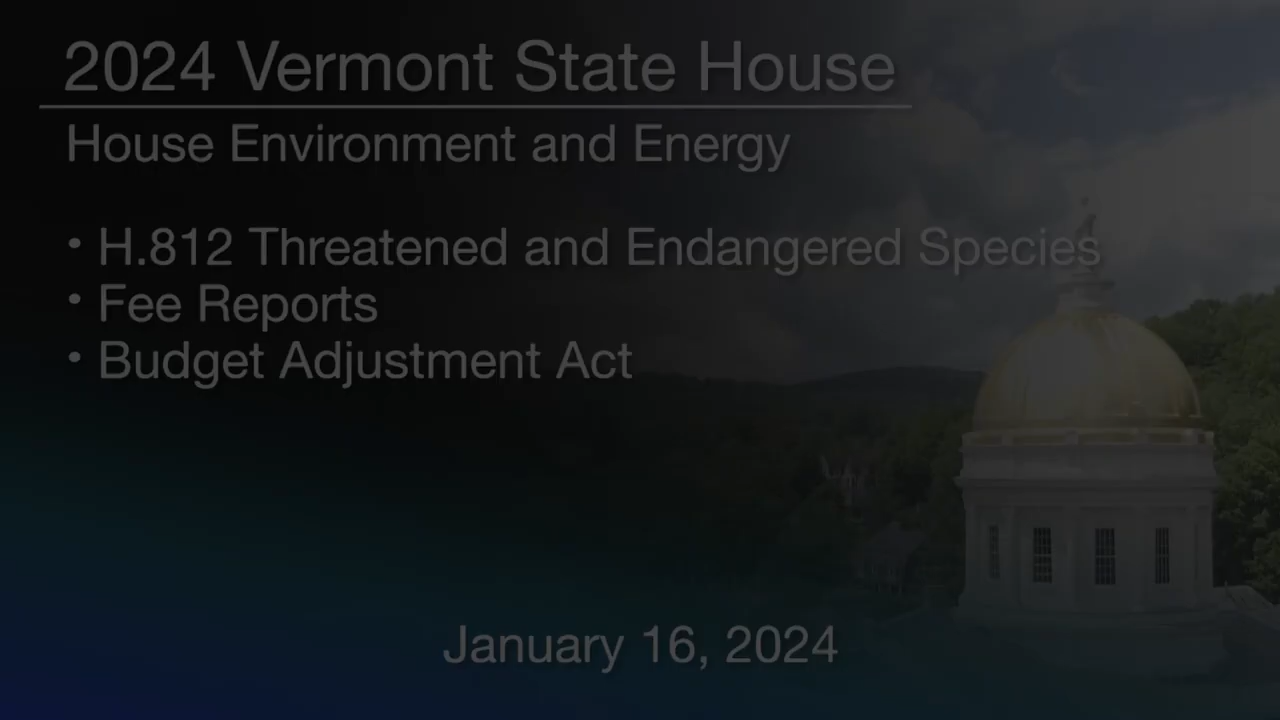 2024 Vermont State House
House Environment and Energy
• H.812 Threatened and Endangered Species
• Fee Reports
• Budget Adjustment Act
January 16, 2024